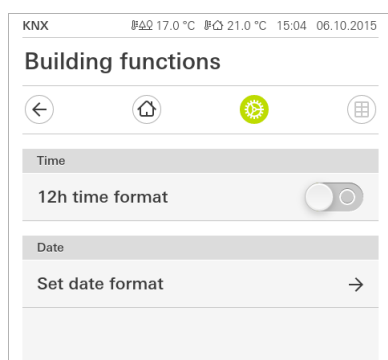 KNX 17.0 °C 21.0 °C 15:04 06.10.2015
Building functions
Time
12h time format
Date
Set date format